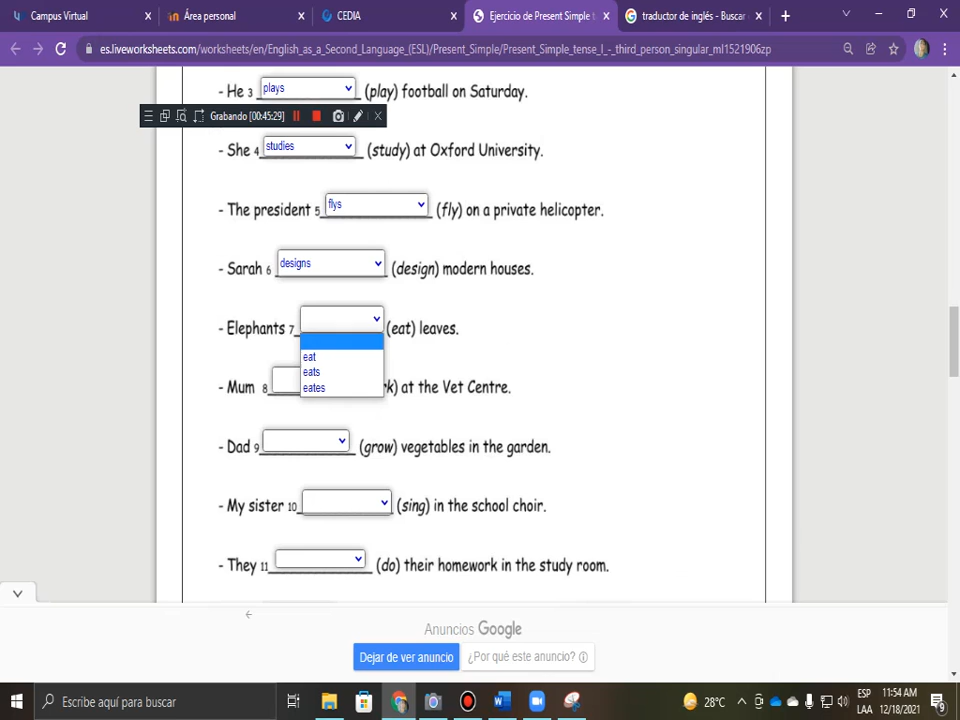 Campus Virtual
Área personal
CEDIA
Ejercicio de Present Simple t
traductor de inglés - Buscar
es.liveworksheets.com/worksheets/en/English_as_a_Second_Language_(ESL)/Present_Simple/Present_Simple_tense_I_-_third_person_singular_ml1521906zp
- He 3 plays (play) football on Saturday.
Grabando [00:45:29]
- She 4 studies (study) at Oxford University.
- The president 5 flys (fly) on a private helicopter.
- Sarah 6 designs (design) modern houses.
- Elephants 7 (eat) leaves.
eat
eats
eates
- Mum 8 k) at the Vet Centre.
- Dad 9 (grow) vegetables in the garden.
- My sister 10 (sing) in the school choir.
- They 11 (do) their homework in the study room.
Anuncios Google
Dejar de ver anuncio
¿Por qué este anuncio?
Escribe aquí para buscar
28°C
ESP
LAA
11:54 AM
12/18/2021
9